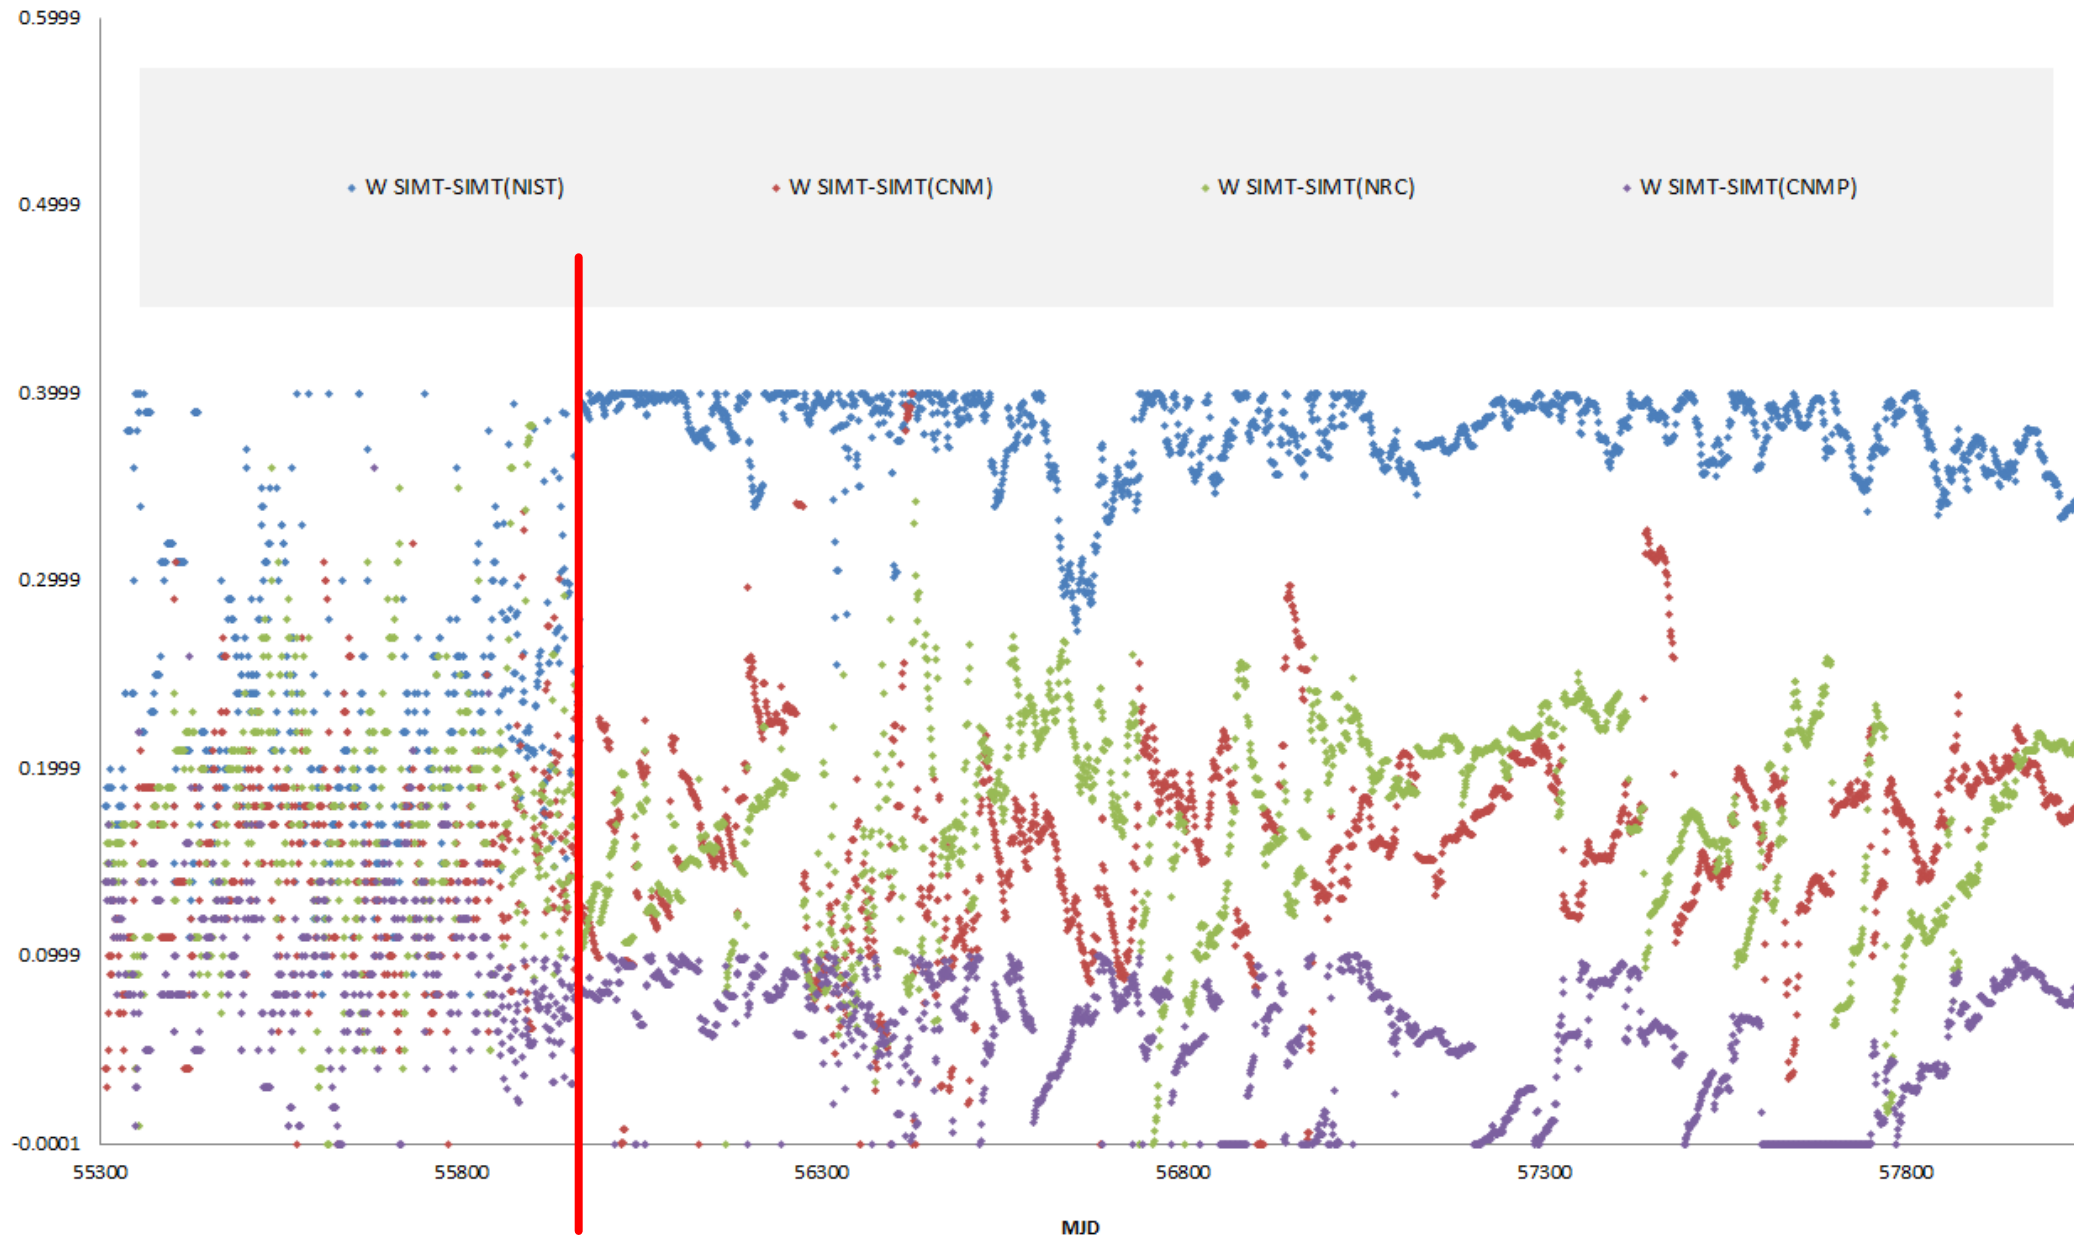 0.5999
W SIMT-SIMT(NIST) W SIMT-SIMT(CNM) W SIMT-SIMT(NRC) W SIMT-SIMT(CNMP)
0.4999
0.3999
0.2999
0.1999
0.0999
-0.0001
55300 55800 56300 56800 57300 57800
MJD